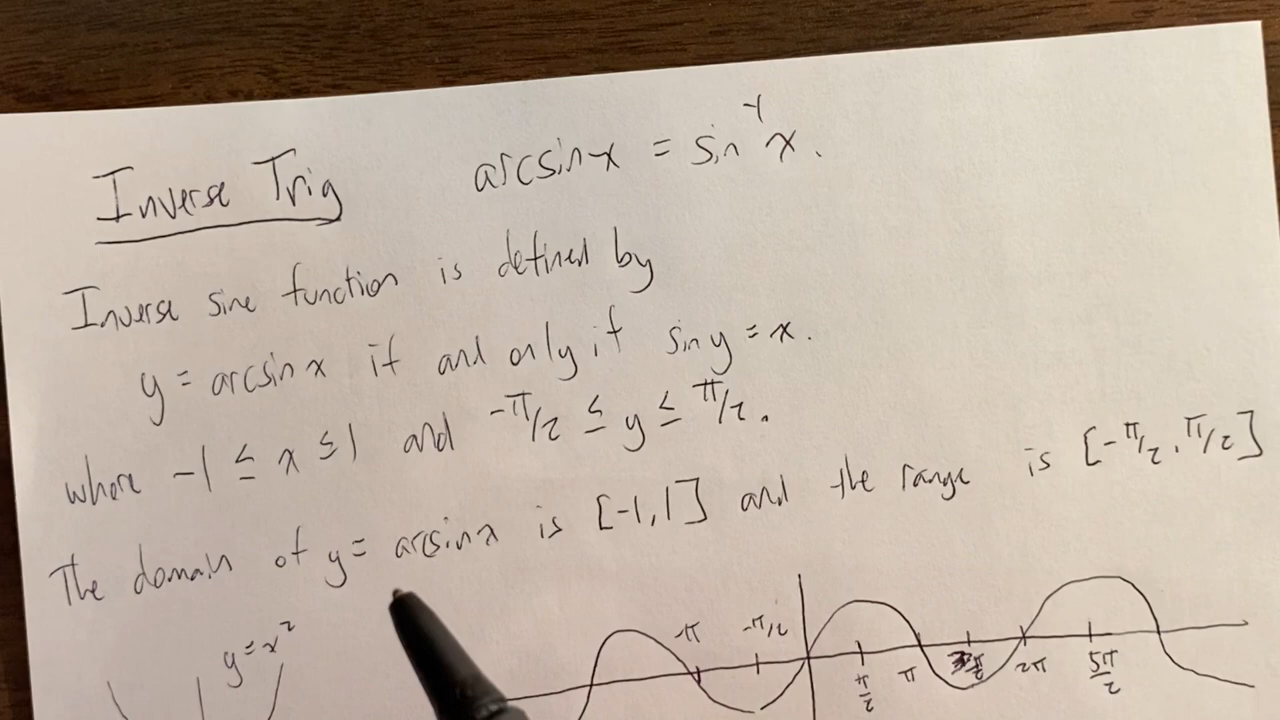 Inverse Trig
arcsin x = sin⁻¹ x.
Inverse sine function is defined by
y = arcsin x if and only if sin y = x.
where -1 ≤ x ≤ 1 and -π/2 ≤ y ≤ π/2.
The domain of y = arcsin x is [-1, 1] and the range is [-π/2, π/2]
y = x²
-π -π/2 π/2 π 2π 5π/2